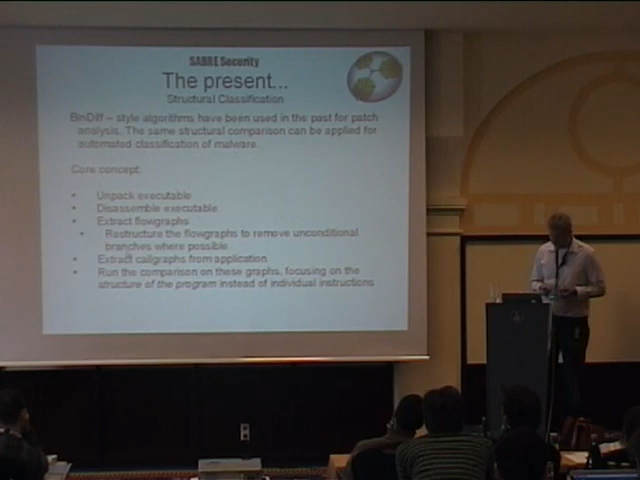 SABRE Security
The present...
Structural Classification
BinDiff – style algorithms have been used in the past for patch
analysis. The same structural comparison can be applied for
automated classification of malware.
Core concept:
• Unpack executable
• Disassemble executable
• Extract flowgraphs
• Restructure the flowgraphs to remove unconditional
branches where possible
• Extract callgraphs from application
• Run the comparison on these graphs, focusing on the
structure of the program instead of individual instructions